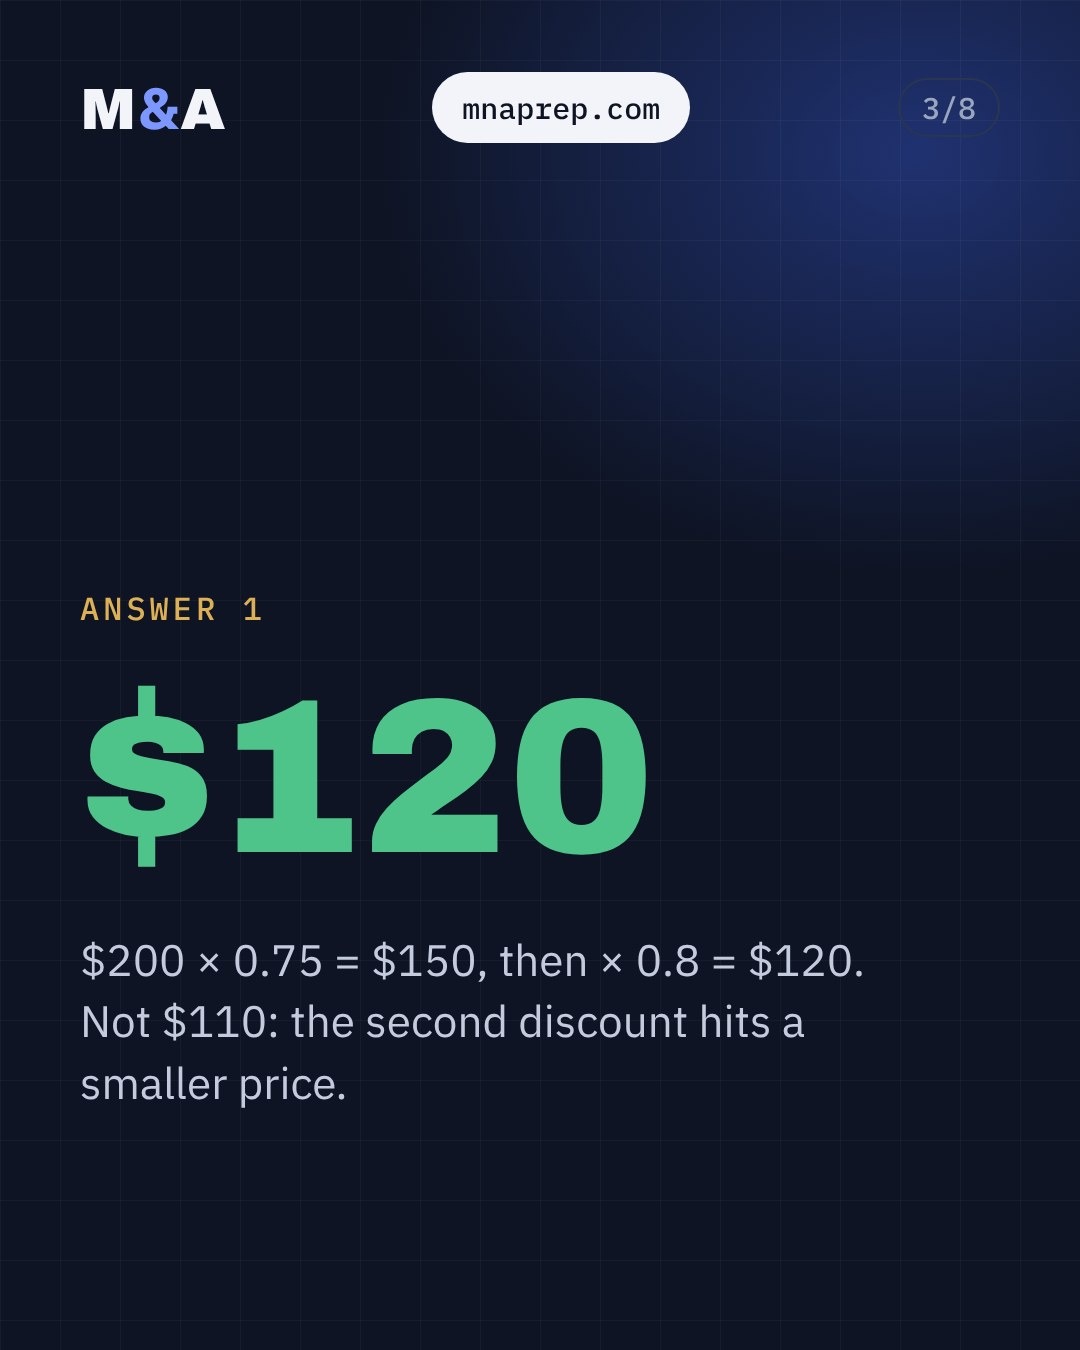 M&A
mnaprep.com
3/8
ANSWER 1
$120
$200 × 0.75 = $150, then × 0.8 = $120.
Not $110: the second discount hits a
smaller price.